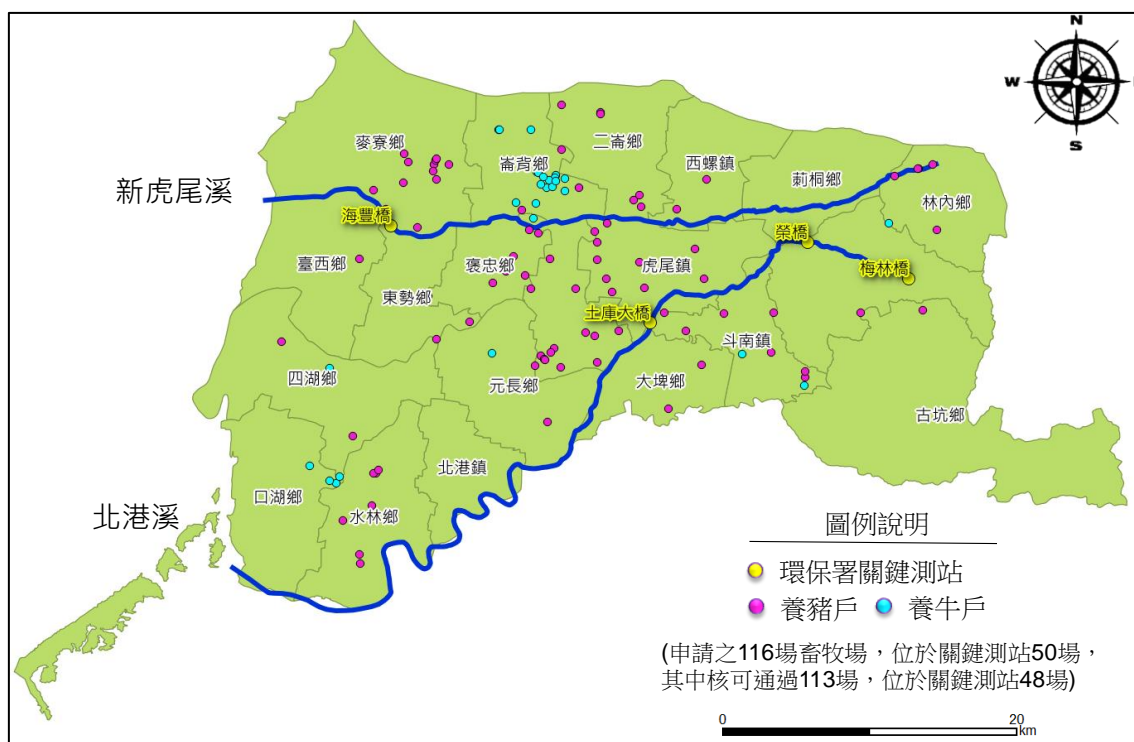 N
W
S
二崙鄉
麥寮鄉
崙背鄉
西螺鎮
莿桐鄉
新虎尾溪
林內鄉
海豐橋
榮橋
臺西鄉
褒忠鄉
虎尾鎮
梅林橋
東勢鄉
土庫大橋
斗南鎮
四湖鄉
元長鄉
大埤鄉
古坑鄉
北港鎮
口湖鄉
北港溪
水林鄉
圖例說明
環保署關鍵測站
養豬戶 養牛戶
(申請之116場畜牧場,位於關鍵測站50場,
其中核可通過113場,位於關鍵測站48場)
0 20
km